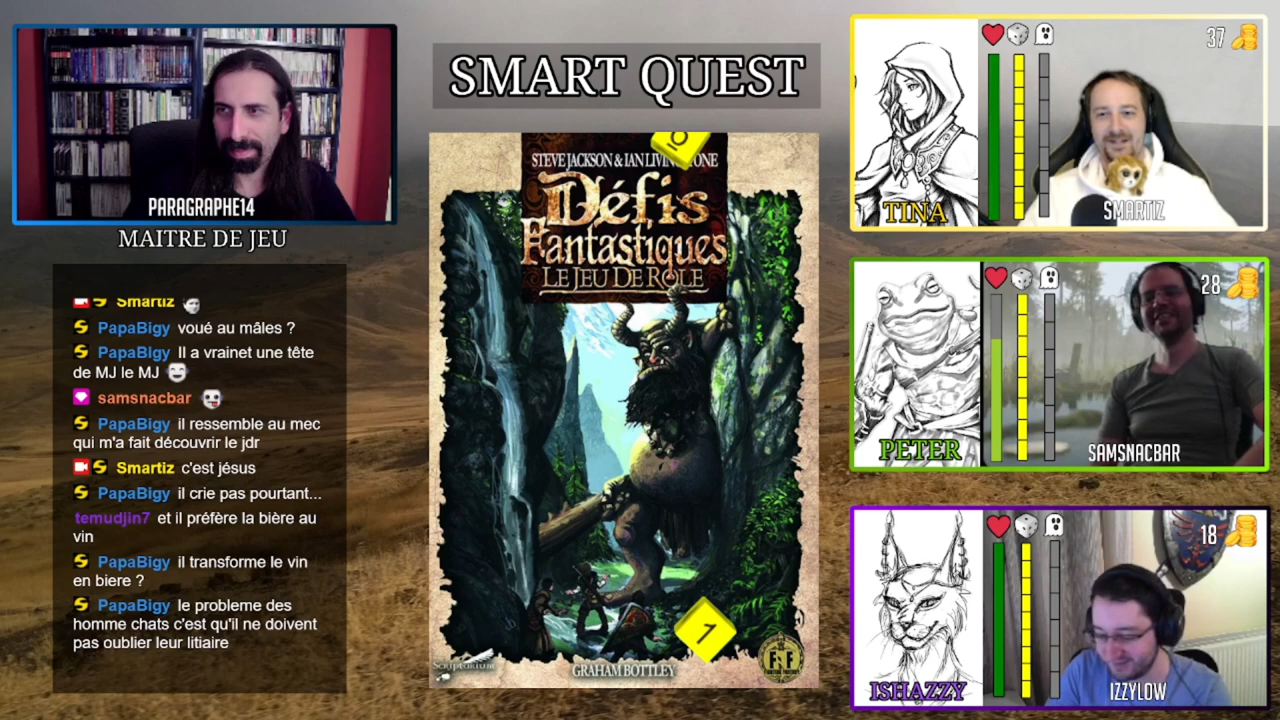 PARAGRAPHE14
MAITRE DE JEU
Smartiz
PapaBigy voué au mâles ?
PapaBigy Il a vrainet une tête
de MJ le MJ
samsnacbar
PapaBigy il ressemble au mec
qui m'a fait découvrir le jdr
Smartiz c'est jésus
PapaBigy il crie pas pourtant...
temudjin7 et il préfère la bière au
vin
PapaBigy il transforme le vin
en biere ?
PapaBigy le probleme des
homme chats c'est qu'il ne doivent
pas oublier leur litiaire
SMART QUEST
STEVE JACKSON & IAN LIVINGSTONE
Défis
Fantastiques
LE JEU DE RÔLE
1
GRAHAM BOTTLEY
SCRIPTARIUM
FF
37
TINA
SMARTIZ
28
PETER
SAMSNACBAR
18
ISHAZZY
IZZYLOW